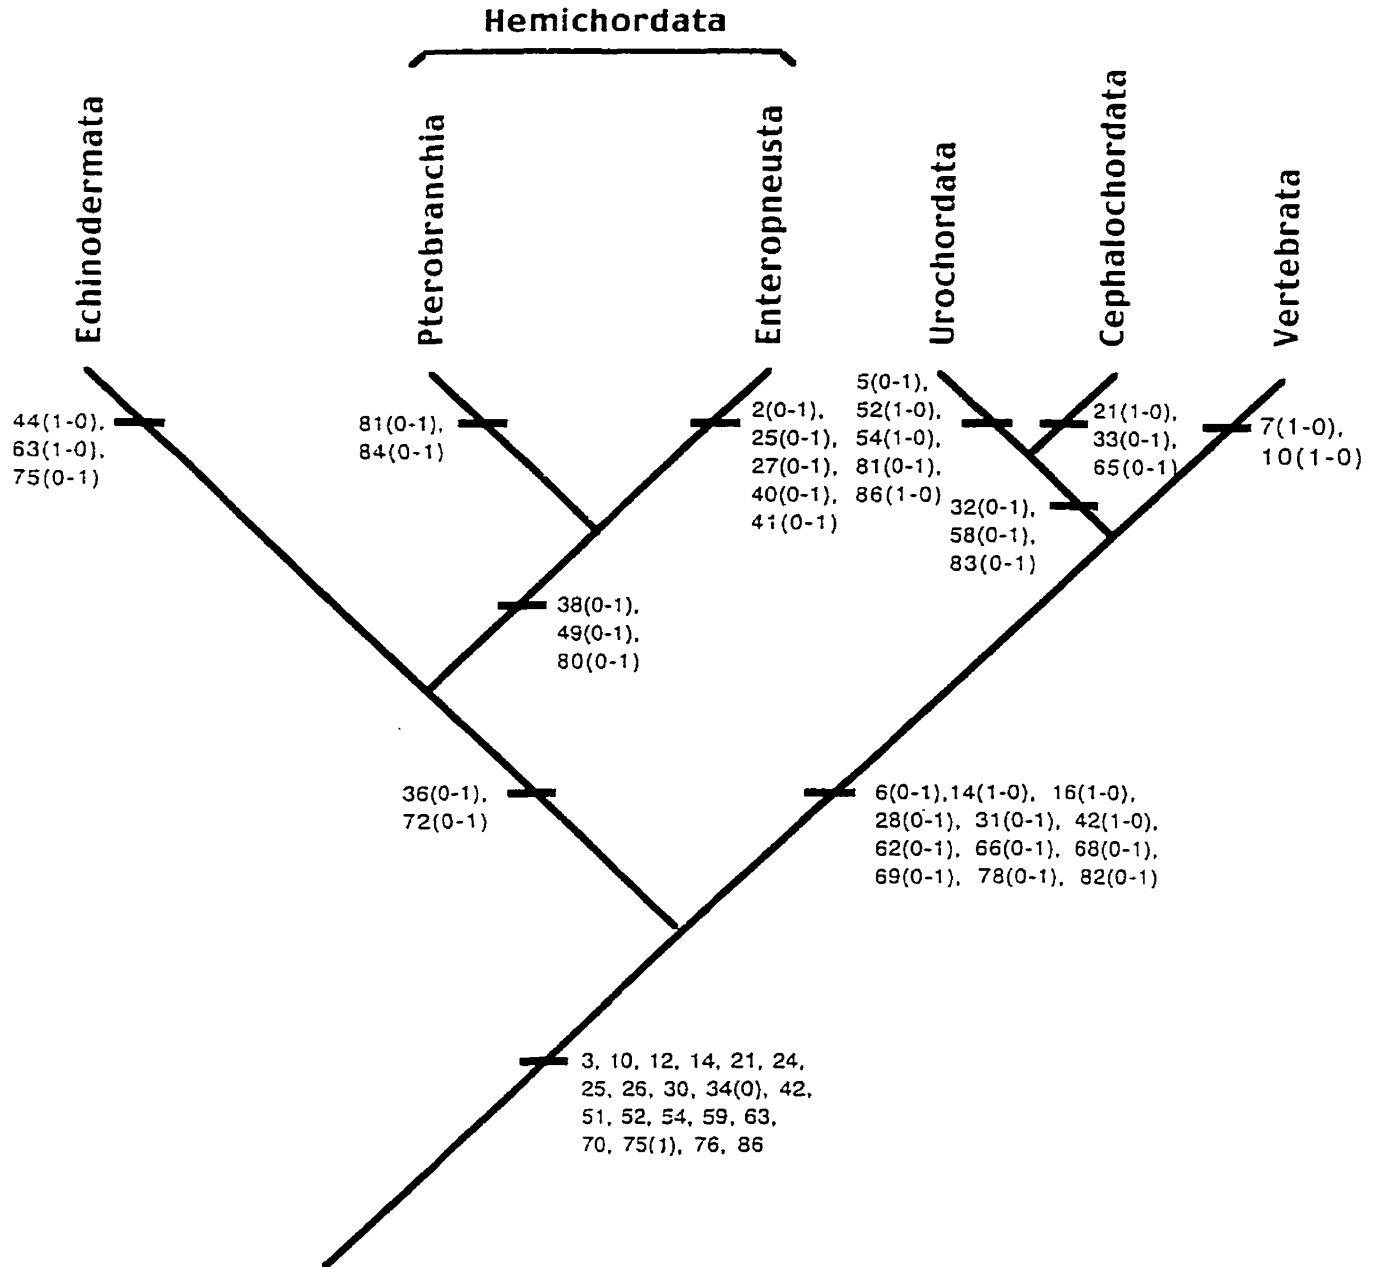 Hemichordata
Echinodermata
Pterobranchia
Enteropneusta
Urochordata
Cephalochordata
Vertebrata
44(1-0),
63(1-0),
75(0-1)
81(0-1),
84(0-1)
2(0-1),
25(0-1),
27(0-1),
40(0-1),
41(0-1)
5(0-1),
52(1-0),
54(1-0),
81(0-1),
86(1-0)
21(1-0),
33(0-1),
65(0-1)
7(1-0),
10(1-0)
32(0-1),
58(0-1),
83(0-1)
38(0-1),
49(0-1),
80(0-1)
36(0-1),
72(0-1)
6(0-1),14(1-0), 16(1-0),
28(0-1), 31(0-1), 42(1-0),
62(0-1), 66(0-1), 68(0-1),
69(0-1), 78(0-1), 82(0-1)
3, 10, 12, 14, 21, 24,
25, 26, 30, 34(0), 42,
51, 52, 54, 59, 63,
70, 75(1), 76, 86